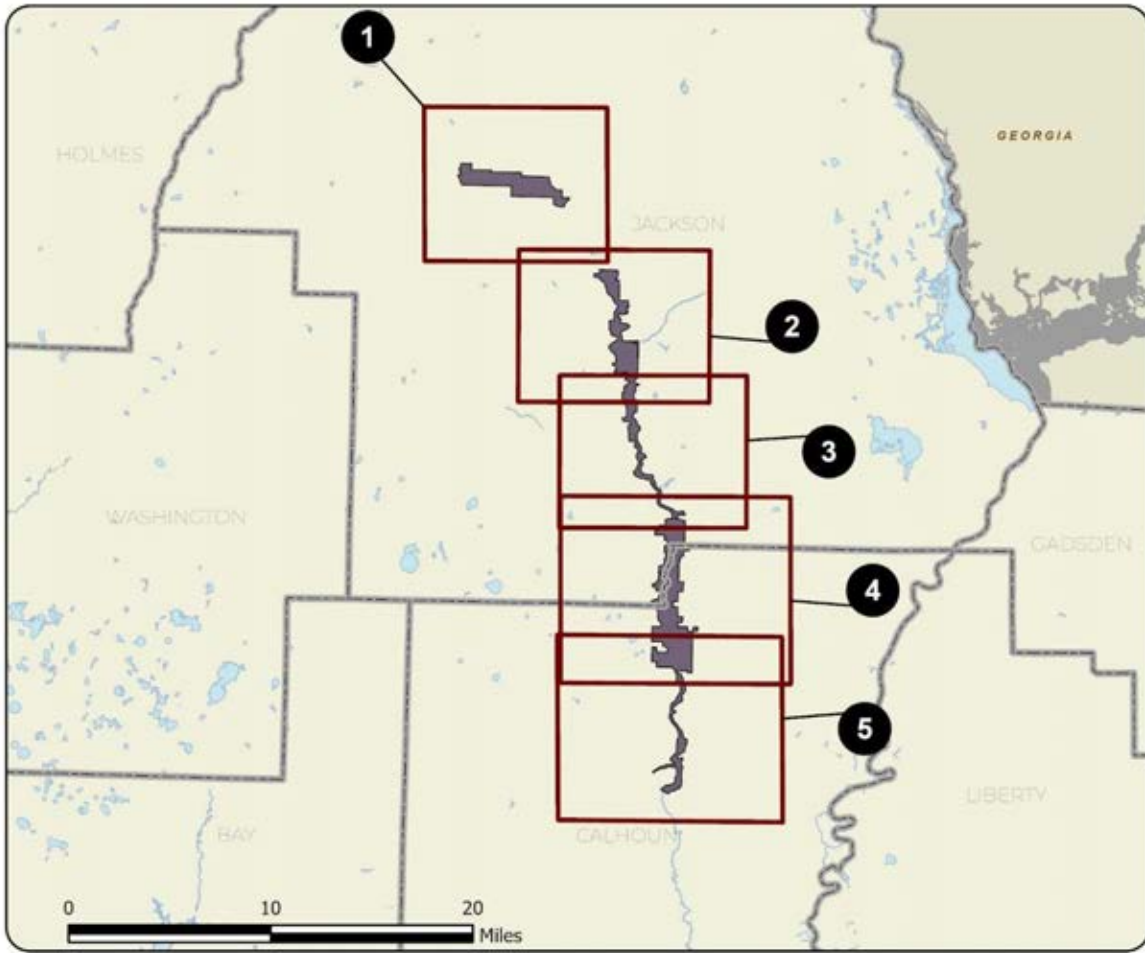 1
GEORGIA
HOLMES
JACKSON
2
3
WASHINGTON
GADSDEN
4
5
LIBERTY
BAY
CALHOUN
0 10 20
Miles